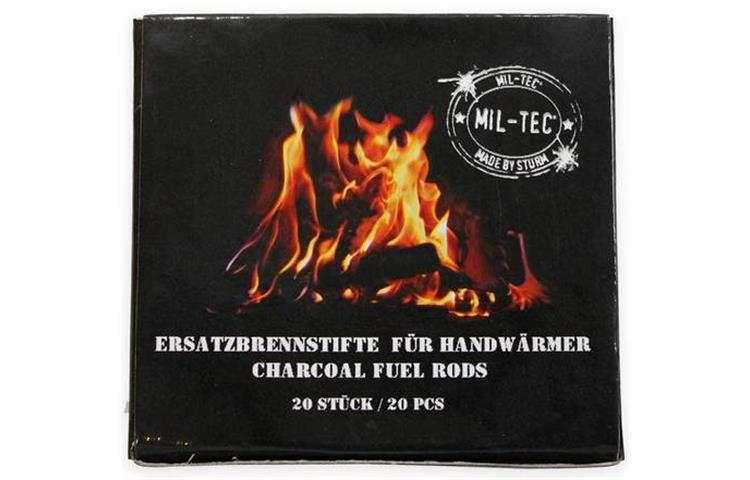 MIL-TEC®
MIL-TEC®
MADE BY STURM
ERSATZBRENNSTIFTE FÜR HANDWÄRMER
CHARCOAL FUEL RODS
20 STÜCK / 20 PCS